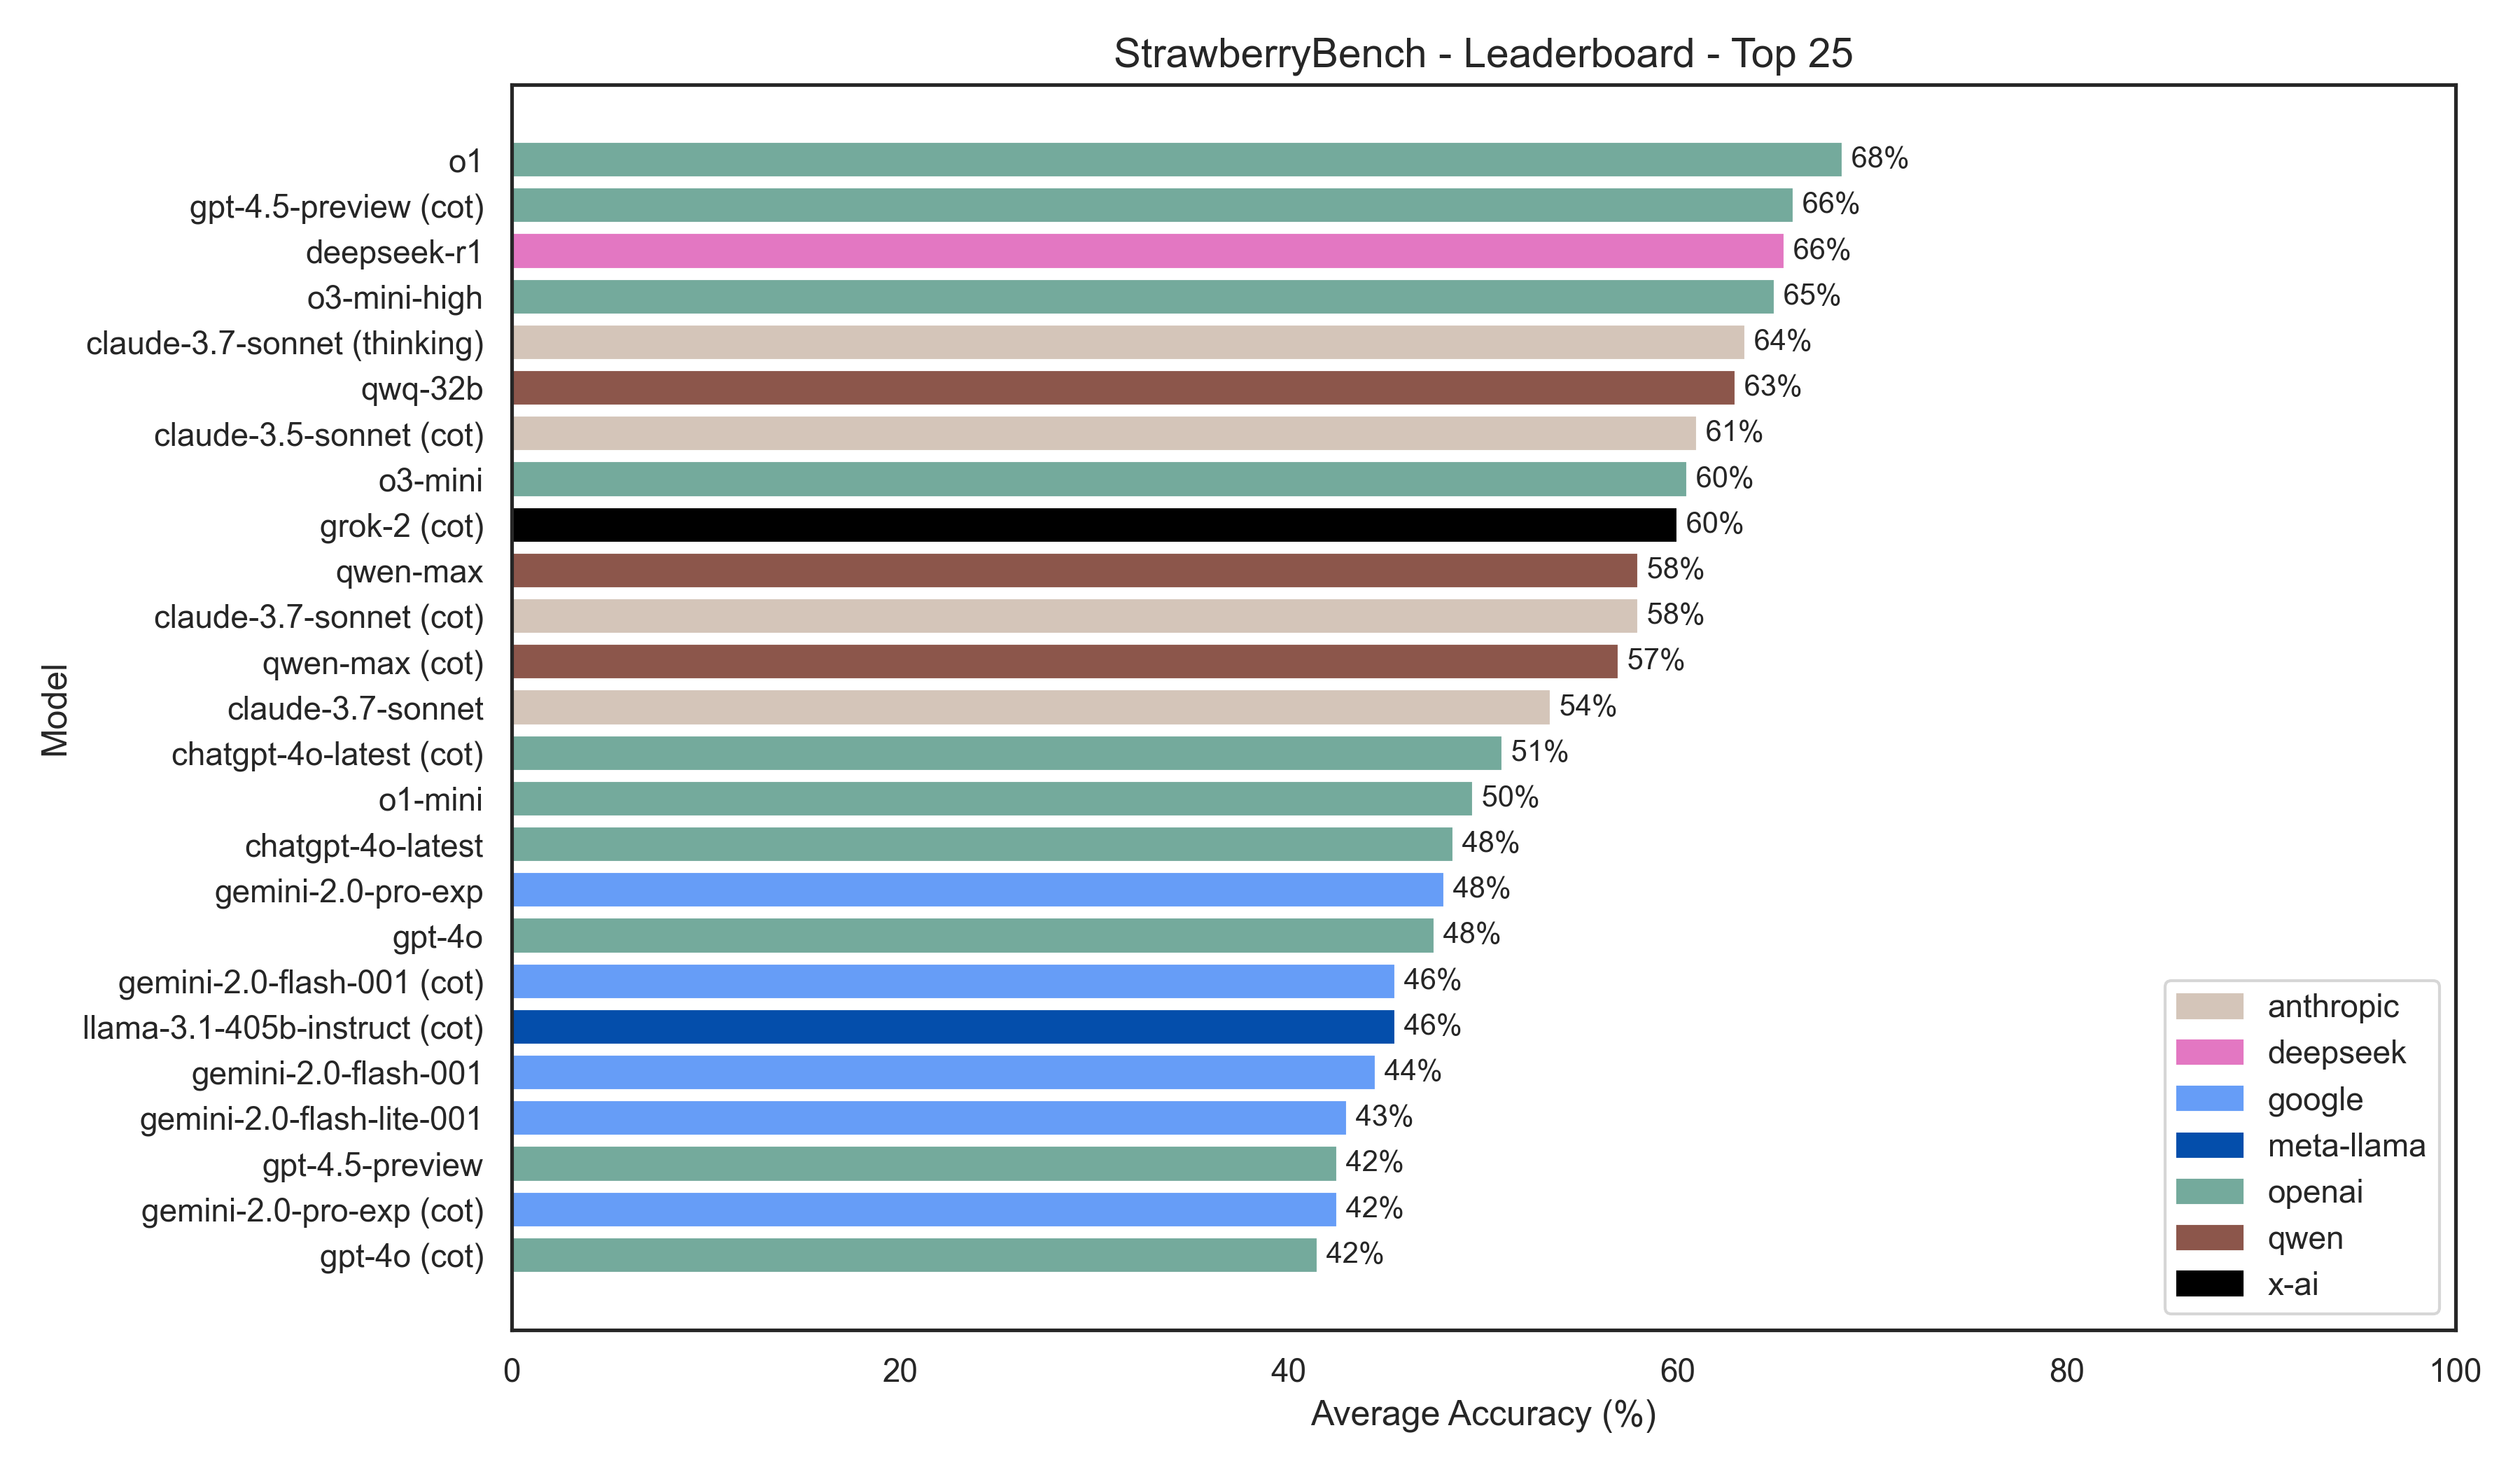 StrawberryBench - Leaderboard - Top 25
Model
o1 68%
gpt-4.5-preview (cot) 66%
deepseek-r1 66%
o3-mini-high 65%
claude-3.7-sonnet (thinking) 64%
qwq-32b 63%
claude-3.5-sonnet (cot) 61%
o3-mini 60%
grok-2 (cot) 60%
qwen-max 58%
claude-3.7-sonnet (cot) 58%
qwen-max (cot) 57%
claude-3.7-sonnet 54%
chatgpt-4o-latest (cot) 51%
o1-mini 50%
chatgpt-4o-latest 48%
gemini-2.0-pro-exp 48%
gpt-4o 48%
gemini-2.0-flash-001 (cot) 46%
llama-3.1-405b-instruct (cot) 46%
gemini-2.0-flash-001 44%
gemini-2.0-flash-lite-001 43%
gpt-4.5-preview 42%
gemini-2.0-pro-exp (cot) 42%
gpt-4o (cot) 42%
anthropic
deepseek
google
meta-llama
openai
qwen
x-ai
0 20 40 60 80 100
Average Accuracy (%)